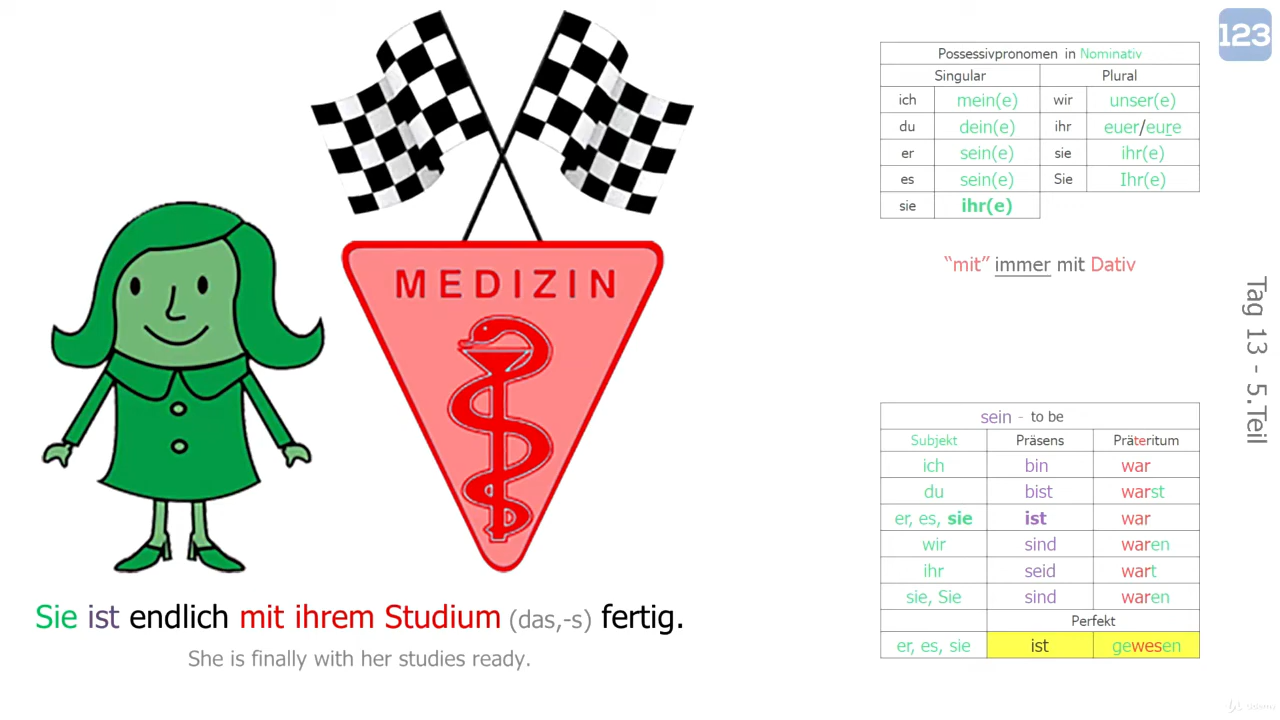 123
Possessivpronomen in Nominativ
Singular Plural
ich mein(e) wir unser(e)
du dein(e) ihr euer/eure
er sein(e) sie ihr(e)
es sein(e) Sie Ihr(e)
sie ihr(e)
MEDIZIN
“mit” immer mit Dativ
Tag 13 - 5.Teil
sein - to be
Subjekt Präsens Präteritum
ich bin war
du bist warst
er, es, sie ist war
wir sind waren
ihr seid wart
sie, Sie sind waren
Perfekt
er, es, sie ist gewesen
Sie ist endlich mit ihrem Studium (das,-s) fertig.
She is finally with her studies ready.